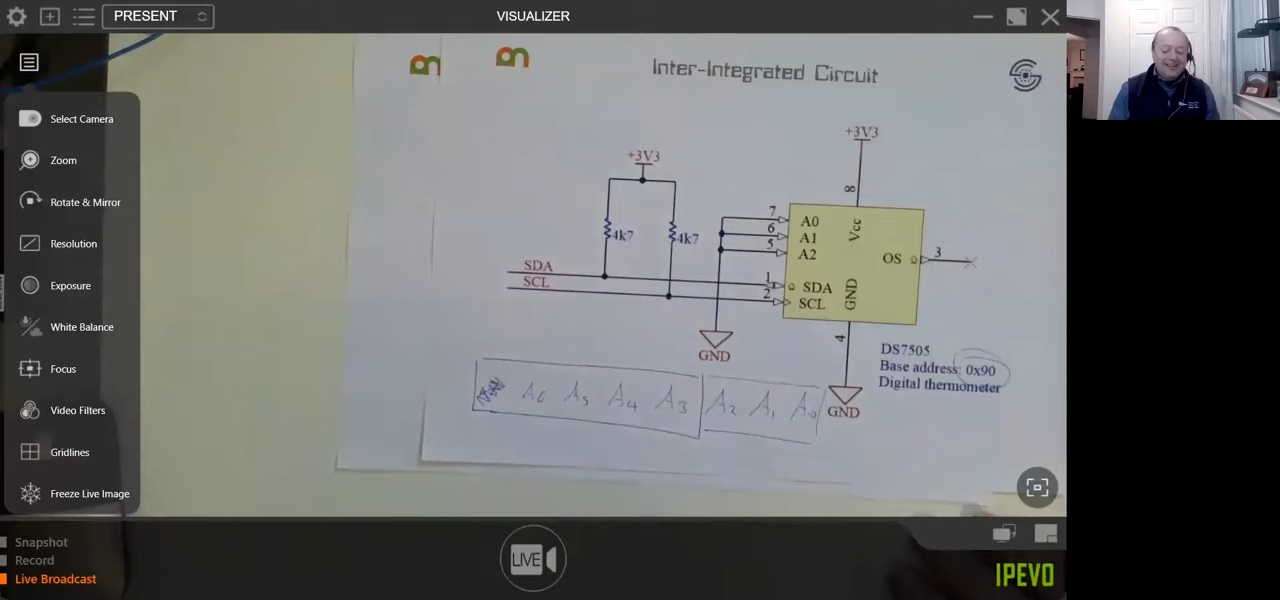 PRESENT
VISUALIZER
Select Camera
Zoom
Rotate & Mirror
Resolution
Exposure
White Balance
Focus
Video Filters
Gridlines
Freeze Live Image
Snapshot
Record
Live Broadcast
LIVE
IPEVO
Inter-Integrated Circuit
+3V3
+3V3
8
4k7
4k7
7
6
5
A0
A1
A2
Vcc
OS
3
SDA
SCL
1
2
SDA
SCL
GND
4
GND
GND
DS7505
Base address: 0x90
Digital thermometer
A6 A5 A4 A3 A2 A1 A0